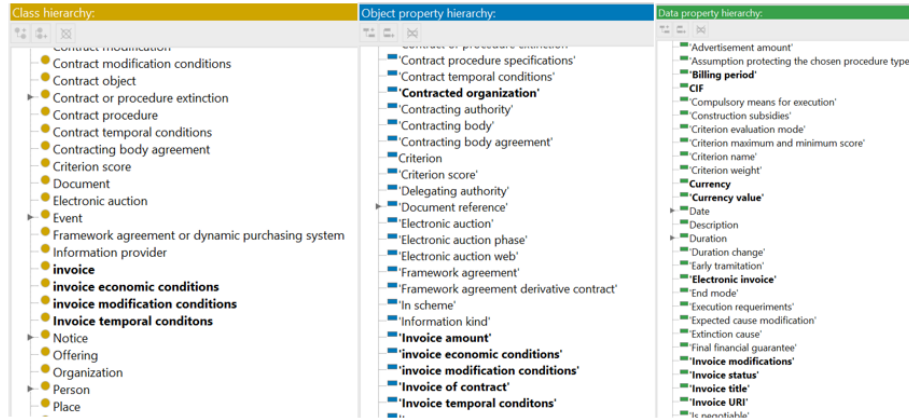 Class hierarchy:
Contract modification
Contract modification conditions
Contract object
Contract or procedure extinction
Contract procedure
Contract temporal conditions
Contracting body agreement
Criterion score
Document
Electronic auction
Event
Framework agreement or dynamic purchasing system
Information provider
invoice
invoice economic conditions
invoice modification conditions
Invoice temporal conditons
Notice
Offering
Organization
Person
Place
Object property hierarchy:
'Contract or procedure extinction'
'Contract procedure specifications'
'Contract temporal conditions'
'Contracted organization'
'Contracting authority'
'Contracting body'
'Contracting body agreement'
Criterion
'Criterion score'
'Delegating authority'
'Document reference'
'Electronic auction'
'Electronic auction phase'
'Electronic auction web'
'Framework agreement'
'Framework agreement derivative contract'
'In scheme'
'Information kind'
'Invoice amount'
'invoice economic conditions'
'invoice modification conditions'
'Invoice of contract'
'Invoice temporal conditons'
Data property hierarchy:
'Advertisement amount'
'Assumption protecting the chosen procedure type
'Billing period'
CIF
'Compulsory means for execution'
'Construction subsidies'
'Criterion evaluation mode'
'Criterion maximum and minimum score'
'Criterion name'
'Criterion weight'
Currency
'Currency value'
Date
Description
Duration
'Duration change'
'Early tramitation'
'Electronic invoice'
'End mode'
'Execution requeriments'
'Expected cause modification'
'Extinction cause'
'Final financial guarantee'
'Invoice modifications'
'Invoice status'
'Invoice title'
'Invoice URI'
'Is negotiable'